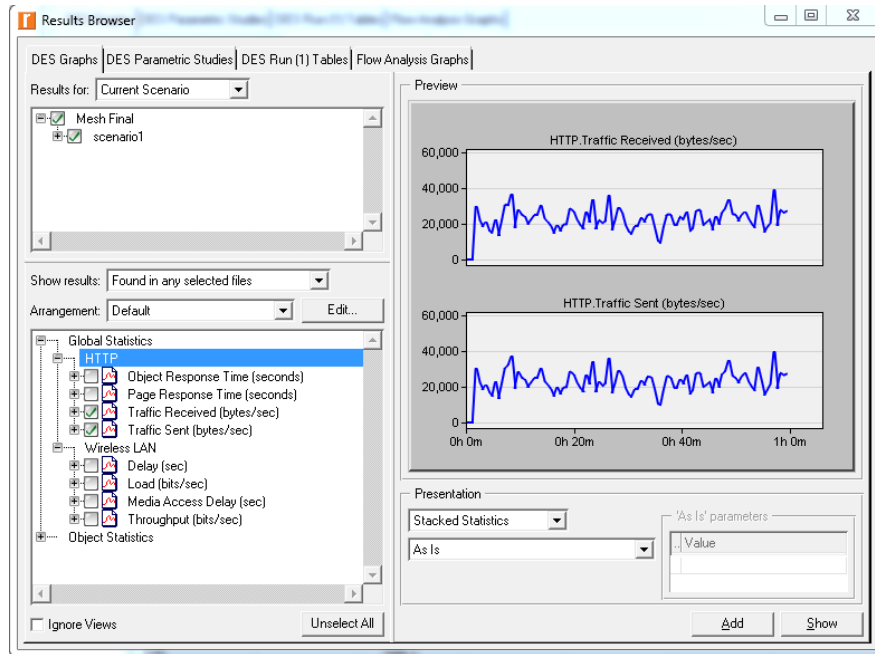 Results Browser
DES Graphs DES Parametric Studies DES Run (1) Tables Flow Analysis Graphs
Results for: Current Scenario
Mesh Final
scenario1
Show results: Found in any selected files
Arrangement: Default Edit...
Global Statistics
HTTP
Object Response Time (seconds)
Page Response Time (seconds)
Traffic Received (bytes/sec)
Traffic Sent (bytes/sec)
Wireless LAN
Delay (sec)
Load (bits/sec)
Media Access Delay (sec)
Throughput (bits/sec)
Object Statistics
Ignore Views Unselect All
Preview
HTTP.Traffic Received (bytes/sec)
60,000
40,000
20,000
0
HTTP.Traffic Sent (bytes/sec)
60,000
40,000
20,000
0
0h 0m 0h 20m 0h 40m 1h 0m
Presentation
Stacked Statistics
As Is
'As Is' parameters
.. Value
Add Show